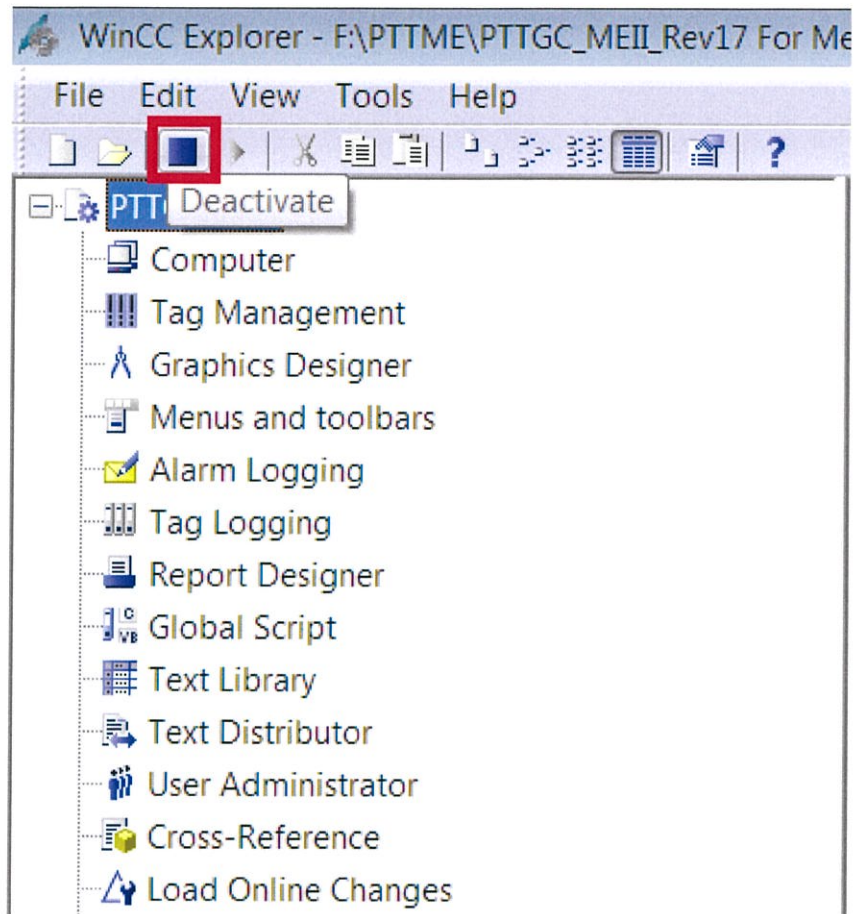 WinCC Explorer - F:\PTTME\PTTGC_MEII_Rev17 For Me
File Edit View Tools Help
?
Deactivate
Computer
Tag Management
Graphics Designer
Menus and toolbars
Alarm Logging
Tag Logging
Report Designer
C
VB
Global Script
Text Library
Text Distributor
User Administrator
Cross-Reference
Load Online Changes